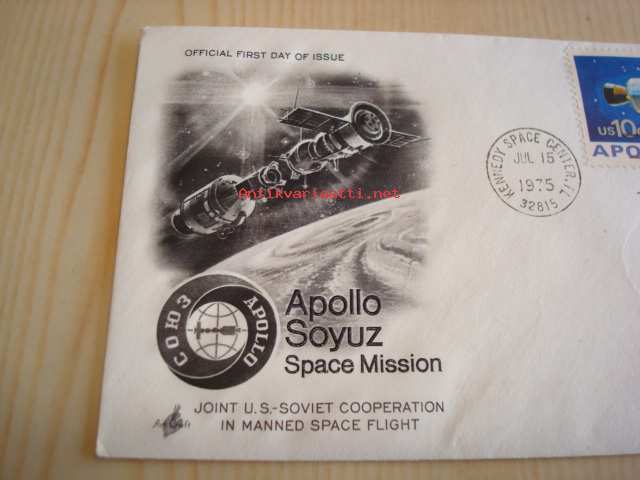 OFFICIAL FIRST DAY OF ISSUE
US 10c
APO
KENNEDY SPACE CENTER, FL
JUL 15
1975
32815
Antikvariaatti.net
СОЮЗ
APOLLO
Apollo
Soyuz
Space Mission
JOINT U.S.-SOVIET COOPERATION
IN MANNED SPACE FLIGHT
ArtCraft